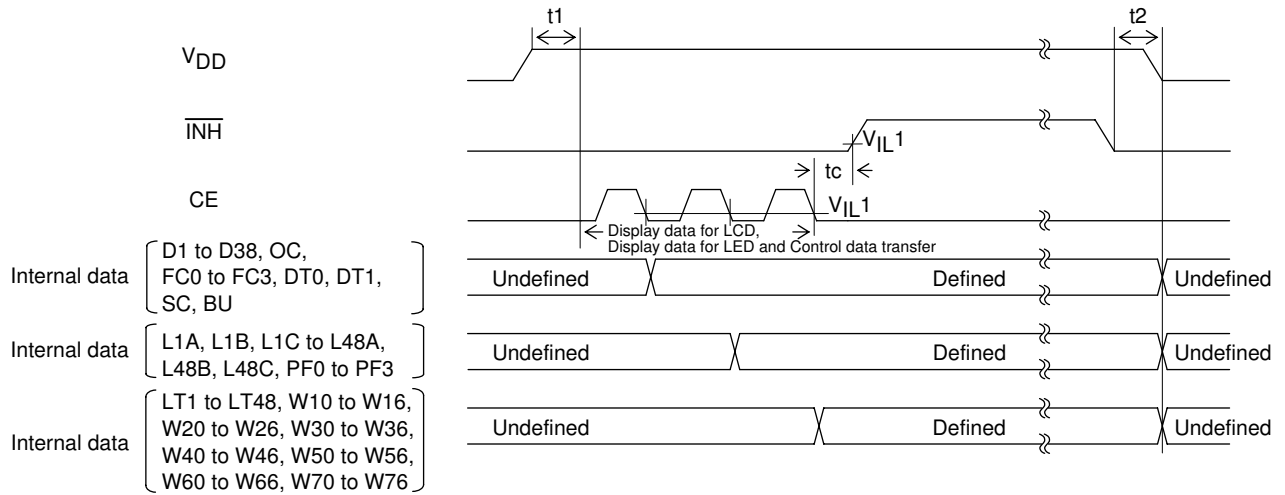 t1
t2
VDD
INH
VIL1
tc
CE
VIL1
Display data for LCD,
Display data for LED and Control data transfer
Internal data
D1 to D38, OC,
FC0 to FC3, DT0, DT1,
SC, BU
Undefined
Defined
Undefined
Internal data
L1A, L1B, L1C to L48A,
L48B, L48C, PF0 to PF3
Undefined
Defined
Undefined
Internal data
LT1 to LT48, W10 to W16,
W20 to W26, W30 to W36,
W40 to W46, W50 to W56,
W60 to W66, W70 to W76
Undefined
Defined
Undefined